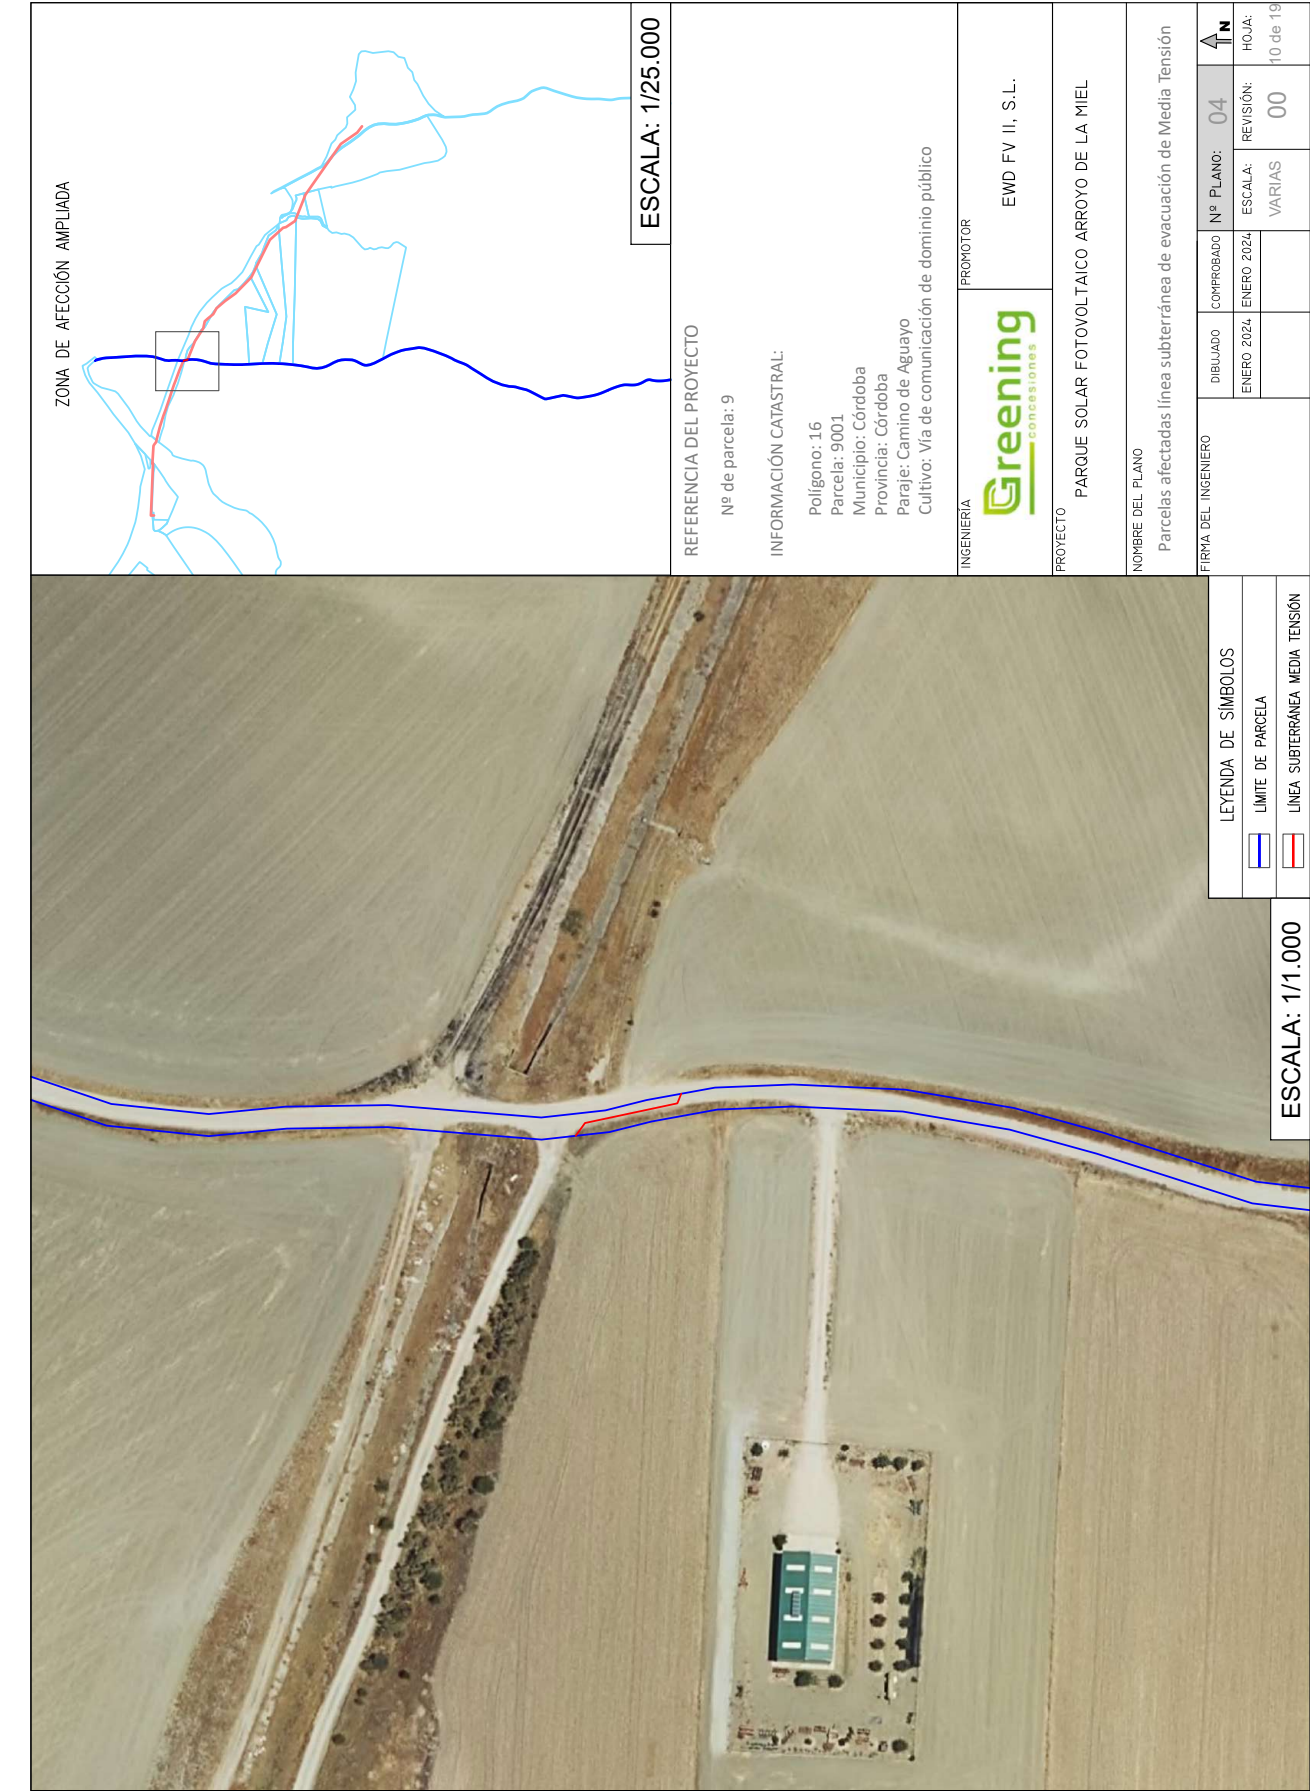 ZONA DE AFECCIÓN AMPLIADA
ESCALA: 1/25.000
REFERENCIA DEL PROYECTO
Nº de parcela: 9
INFORMACIÓN CATASTRAL:
Polígono: 16
Parcela: 9001
Municipio: Córdoba
Provincia: Córdoba
Paraje: Camino de Aguayo
Cultivo: Vía de comunicación de dominio público
INGENIERÍA
Greening
concesiones
PROMOTOR
EWD FV II, S.L.
PROYECTO
PARQUE SOLAR FOTOVOLTAICO ARROYO DE LA MIEL
NOMBRE DEL PLANO
Parcelas afectadas línea subterránea de evacuación de Media Tensión
FIRMA DEL INGENIERO
DIBUJADO
ENERO 2024
COMPROBADO
ENERO 2024
Nº PLANO: 04
N
ESCALA:
VARIAS
REVISIÓN:
00
HOJA:
10 de 19
LEYENDA DE SÍMBOLOS
LÍMITE DE PARCELA
LÍNEA SUBTERRÁNEA MEDIA TENSIÓN
ESCALA: 1/1.000